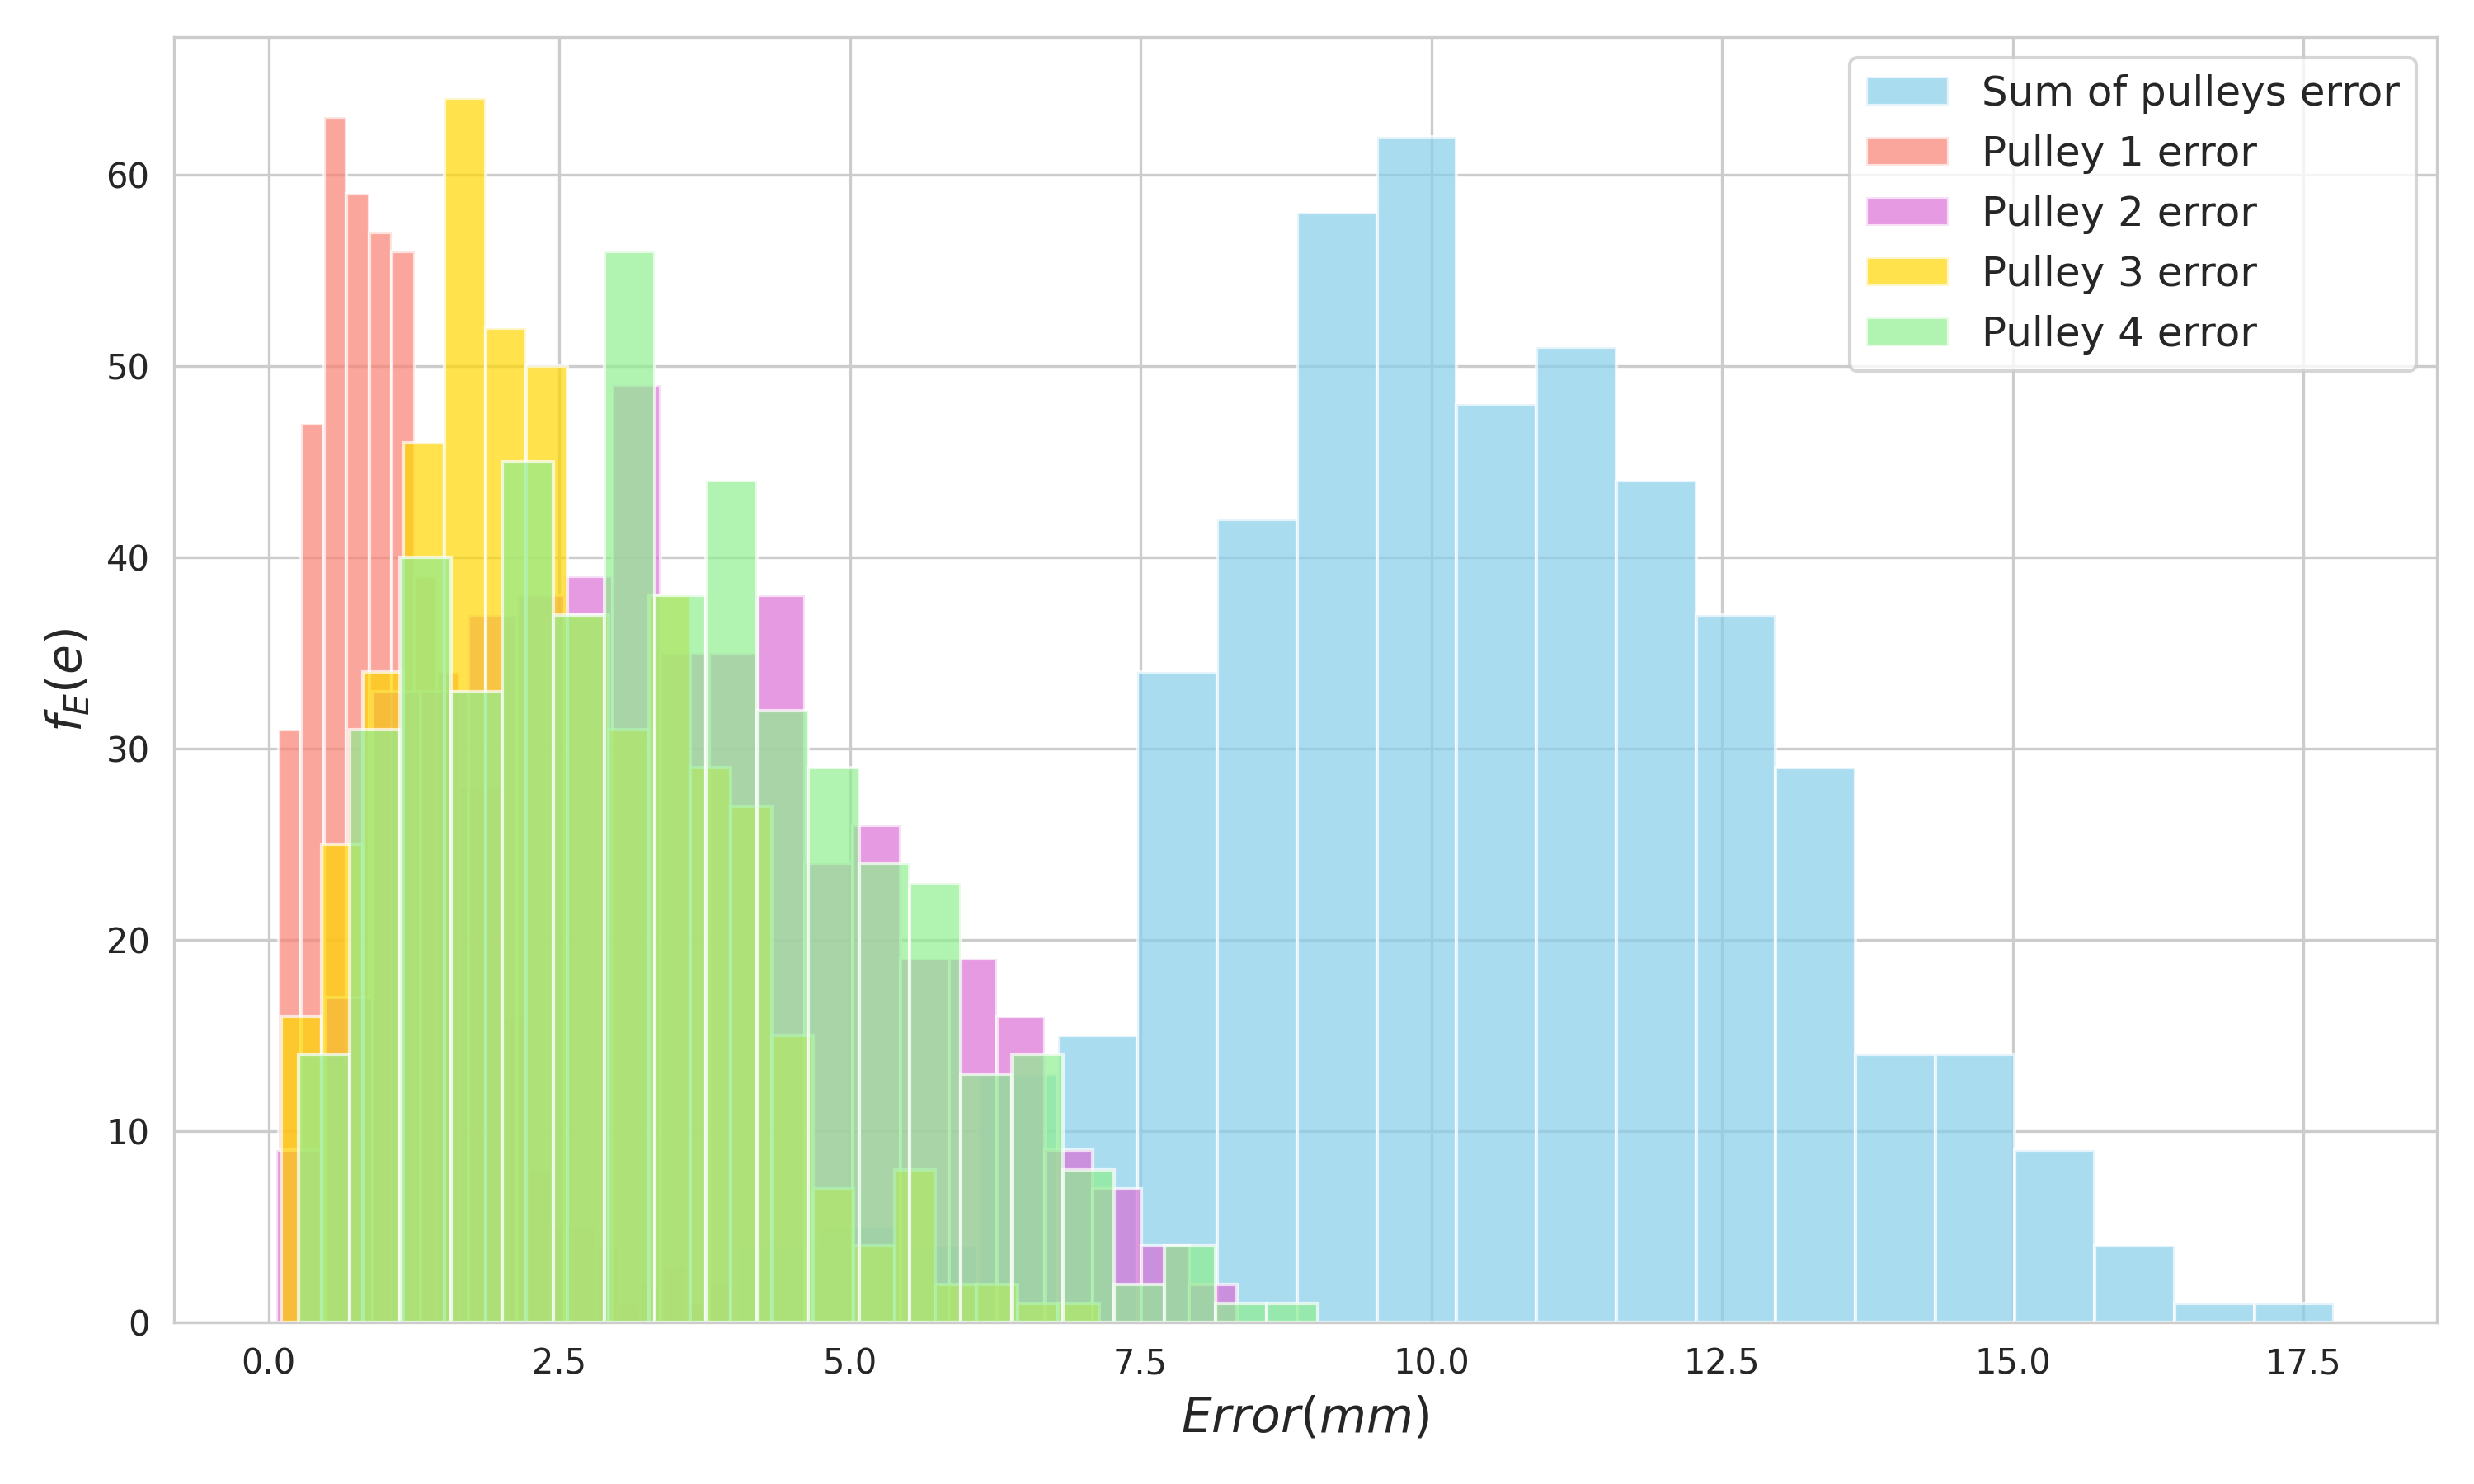 Sum of pulleys error
Pulley 1 error
Pulley 2 error
Pulley 3 error
Pulley 4 error
60
50
40
30
20
10
0
f_E(e)
0.0 2.5 5.0 7.5 10.0 12.5 15.0 17.5
Error(mm)